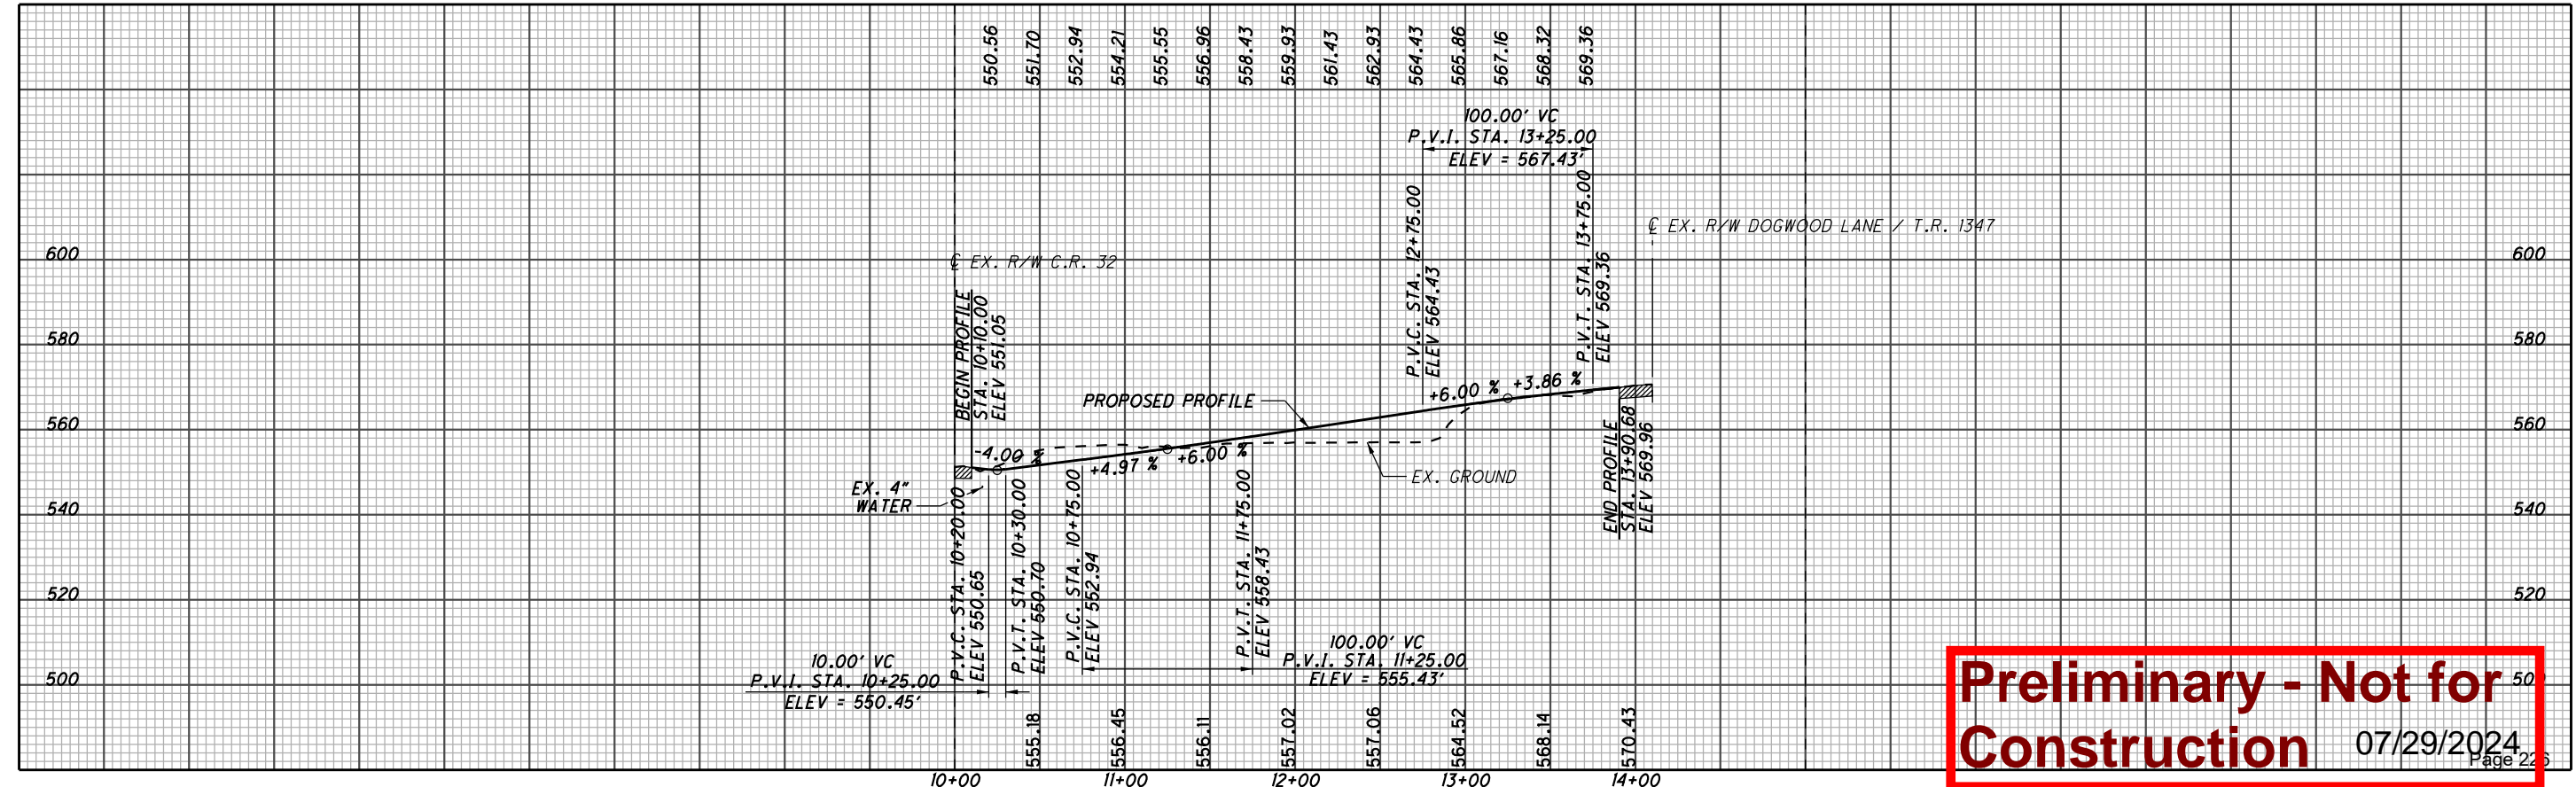 550.56
551.70
552.94
554.21
555.55
556.96
558.43
559.93
561.43
562.93
564.43
565.86
567.16
568.32
569.36
100.00' VC
P.V.I. STA. 13+25.00
ELEV = 567.43'
P.V.C. STA. 12+75.00
ELEV 564.43
P.V.T. STA. 13+75.00
ELEV 569.36
℄ EX. R/W DOGWOOD LANE / T.R. 1347
℄ EX. R/W C.R. 32
600
600
580
580
560
560
540
540
520
520
500
500
BEGIN PROFILE
STA. 10+10.00
ELEV 551.05
PROPOSED PROFILE
-4.00 %
+4.97 %
+6.00 %
+6.00 %
+3.86 %
EX. GROUND
EX. 4"
WATER
END PROFILE
STA. 13+90.68
ELEV 569.96
P.V.C. STA. 10+20.00
ELEV 550.65
P.V.T. STA. 10+30.00
ELEV 550.70
P.V.C. STA. 10+75.00
ELEV 552.94
P.V.T. STA. 11+75.00
ELEV 558.43
10.00' VC
P.V.I. STA. 10+25.00
ELEV = 550.45'
100.00' VC
P.V.I. STA. 11+25.00
ELEV = 555.43'
555.18
556.45
556.11
557.02
557.06
564.52
568.14
570.43
10+00
11+00
12+00
13+00
14+00
Preliminary - Not for
Construction 07/29/2024
Page 226